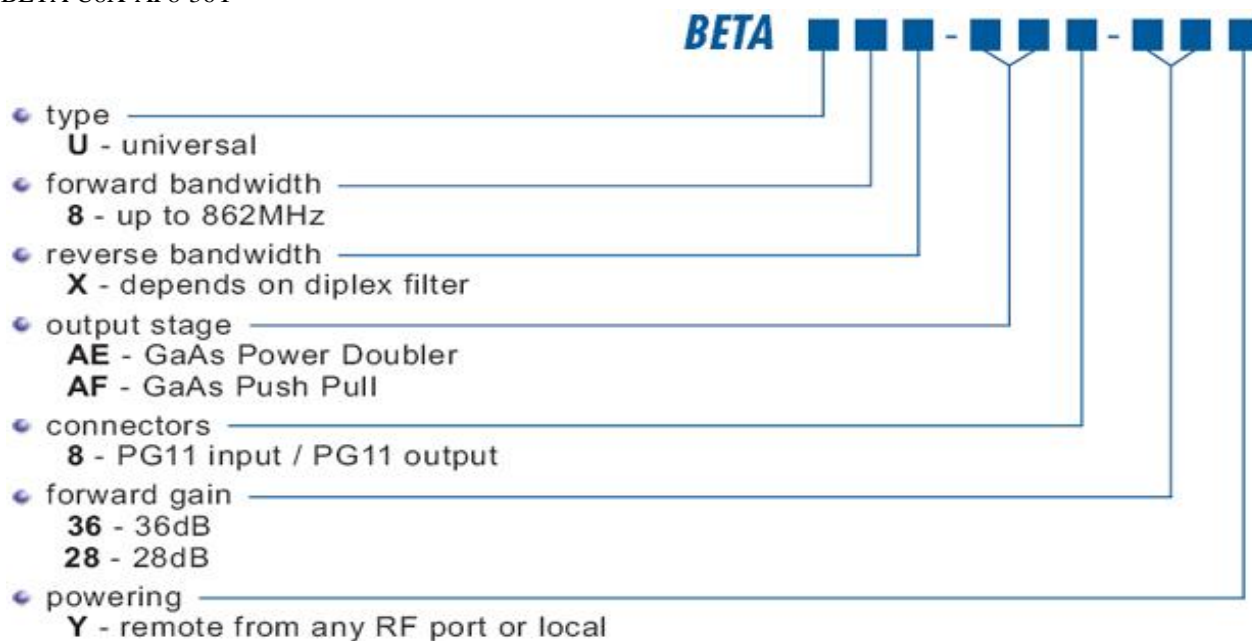 BETA
type
U - universal
forward bandwidth
8 - up to 862MHz
reverse bandwidth
X - depends on diplex filter
output stage
AE - GaAs Power Doubler
AF - GaAs Push Pull
connectors
8 - PG11 input / PG11 output
forward gain
36 - 36dB
28 - 28dB
powering
Y - remote from any RF port or local